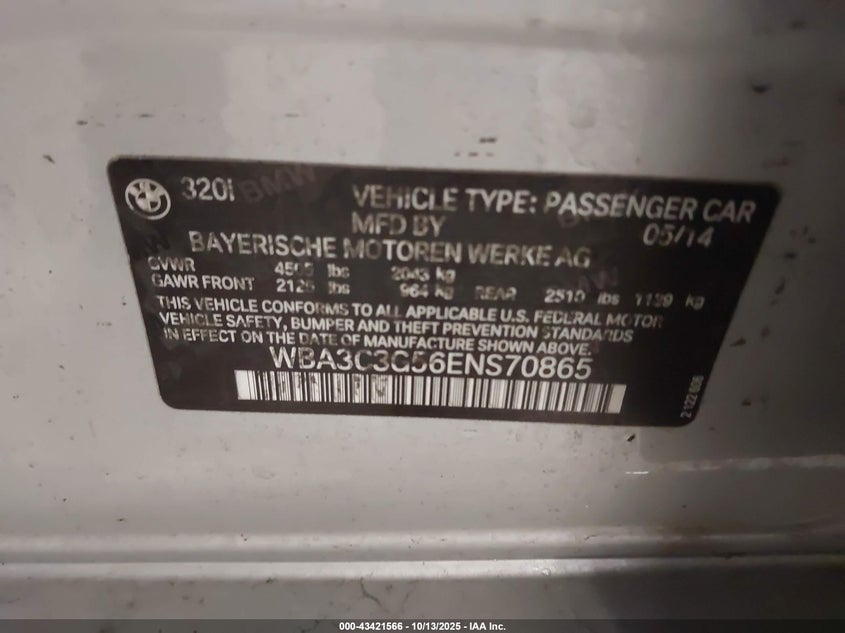 320i
VEHICLE TYPE: PASSENGER CAR
MFD BY 05/14
BAYERISCHE MOTOREN WERKE AG
GVWR lbs 2043 kg
GAWR FRONT 2125 lbs 964 kg REAR 2510 lbs 1139 kg
THIS VEHICLE CONFORMS TO ALL APPLICABLE U.S. FEDERAL MOTOR
VEHICLE SAFETY, BUMPER AND THEFT PREVENTION STANDARDS
IN EFFECT ON THE DATE OF MANUFACTURE SHOWN ABOVE.
WBA3C3G56ENS70865
BMW
000-43421566 - 10/13/2025 - IAA Inc.